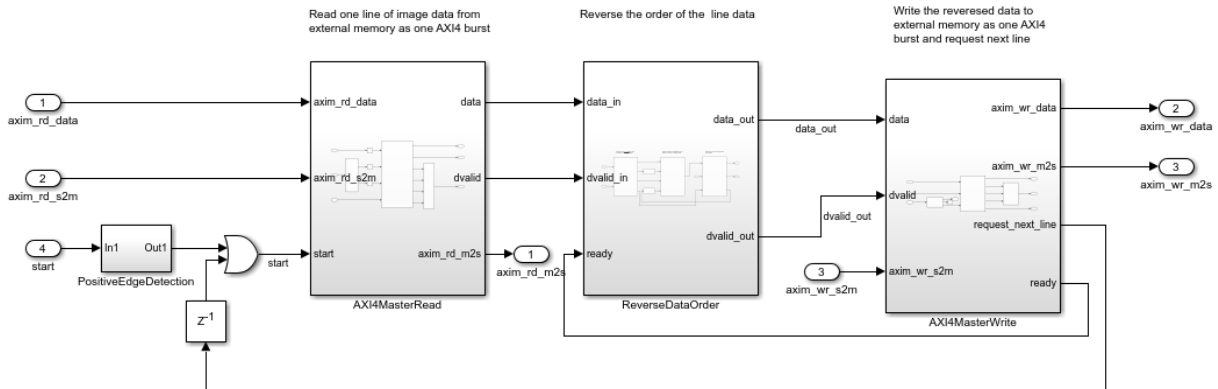 Read one line of image data from
external memory as one AXI4 burst
Reverse the order of the  line data
Write the reveresed data to
external memory as one AXI4
burst and request next line
1
axim_rd_data
2
axim_rd_s2m
4
start
In1
Out1
PositiveEdgeDetection
start
Z-1
axim_rd_data
axim_rd_s2m
start
data
dvalid
axim_rd_m2s
AXI4MasterRead
1
axim_rd_m2s
data_in
dvalid_in
ready
data_out
dvalid_out
ReverseDataOrder
data_out
dvalid_out
3
axim_wr_s2m
data
dvalid
axim_wr_s2m
axim_wr_data
axim_wr_m2s
request_next_line
ready
AXI4MasterWrite
2
axim_wr_data
3
axim_wr_m2s